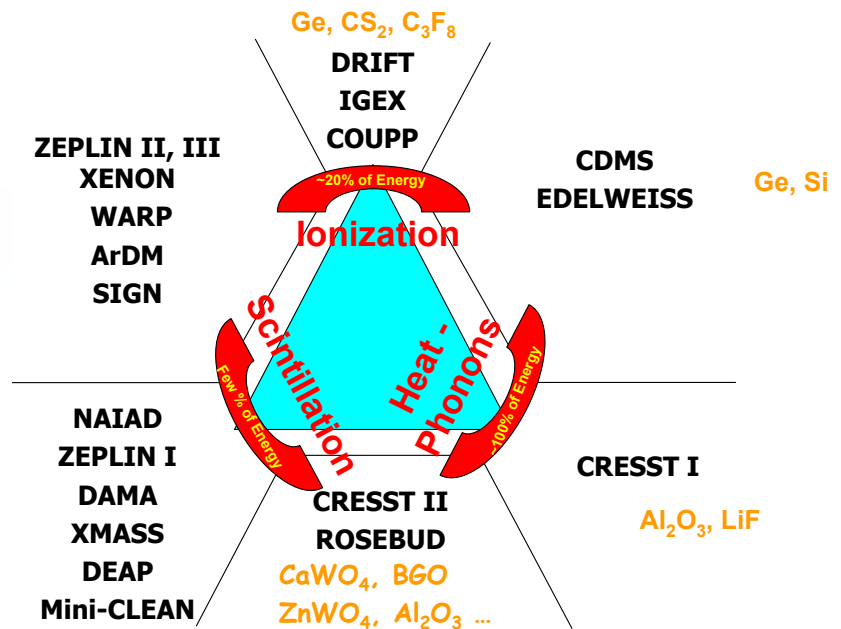 Ge, CS₂, C₃F₈
DRIFT
IGEX
COUPP
~20% of Energy
Ionization
ZEPLIN II, III
XENON
WARP
ArDM
SIGN
CDMS
EDELWEISS
Ge, Si
Scintillation
Few % of Energy
Heat -
Phonons
~100% of Energy
NAIAD
ZEPLIN I
DAMA
XMASS
DEAP
Mini-CLEAN
CRESST II
ROSEBUD
CaWO₄, BGO
ZnWO₄, Al₂O₃ ...
CRESST I
Al₂O₃, LiF